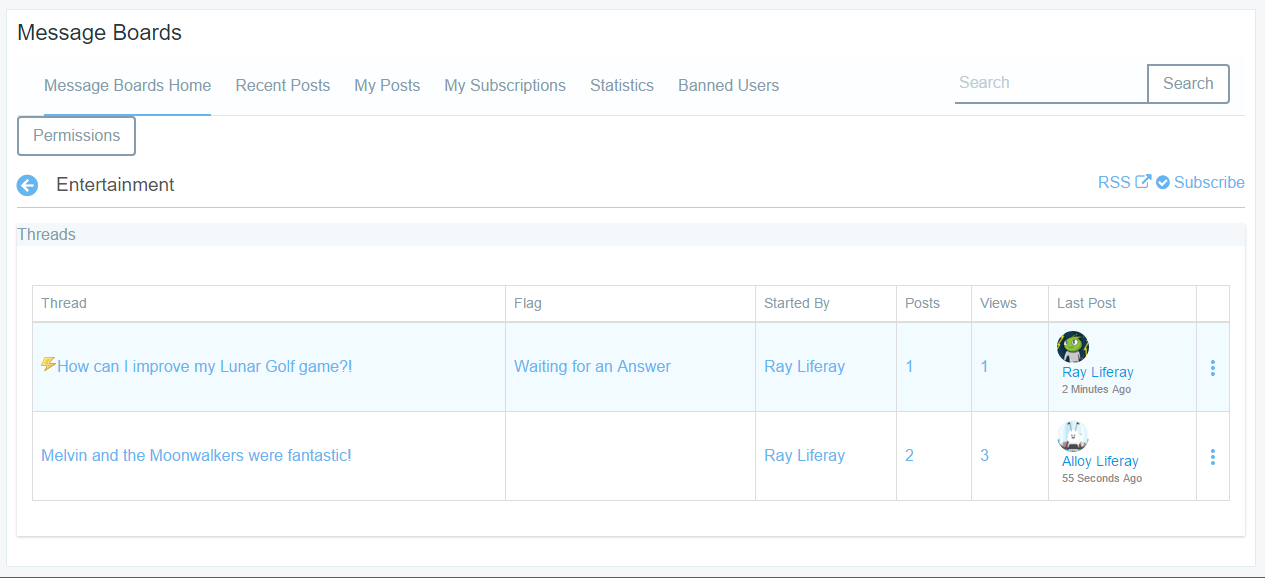 Message Boards
Message Boards Home Recent Posts My Posts My Subscriptions Statistics Banned Users Search Search
Permissions
Entertainment RSS Subscribe
Threads
Thread Flag Started By Posts Views Last Post
How can I improve my Lunar Golf game?! Waiting for an Answer Ray Liferay 1 1 Ray Liferay
2 Minutes Ago
Melvin and the Moonwalkers were fantastic! Ray Liferay 2 3 Alloy Liferay
55 Seconds Ago